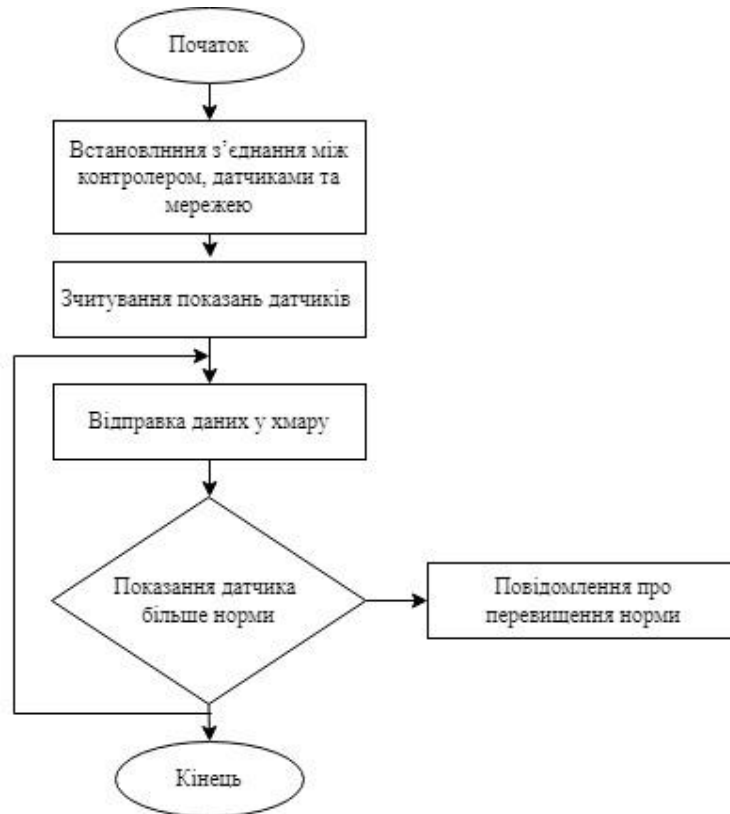 Початок
Встановлнння з’єднання між
контролером, датчиками та
мережею
Зчитування показань датчиків
Відправка даних у хмару
Показання датчика
більше норми
Повідомлення про
перевищення норми
Кінець